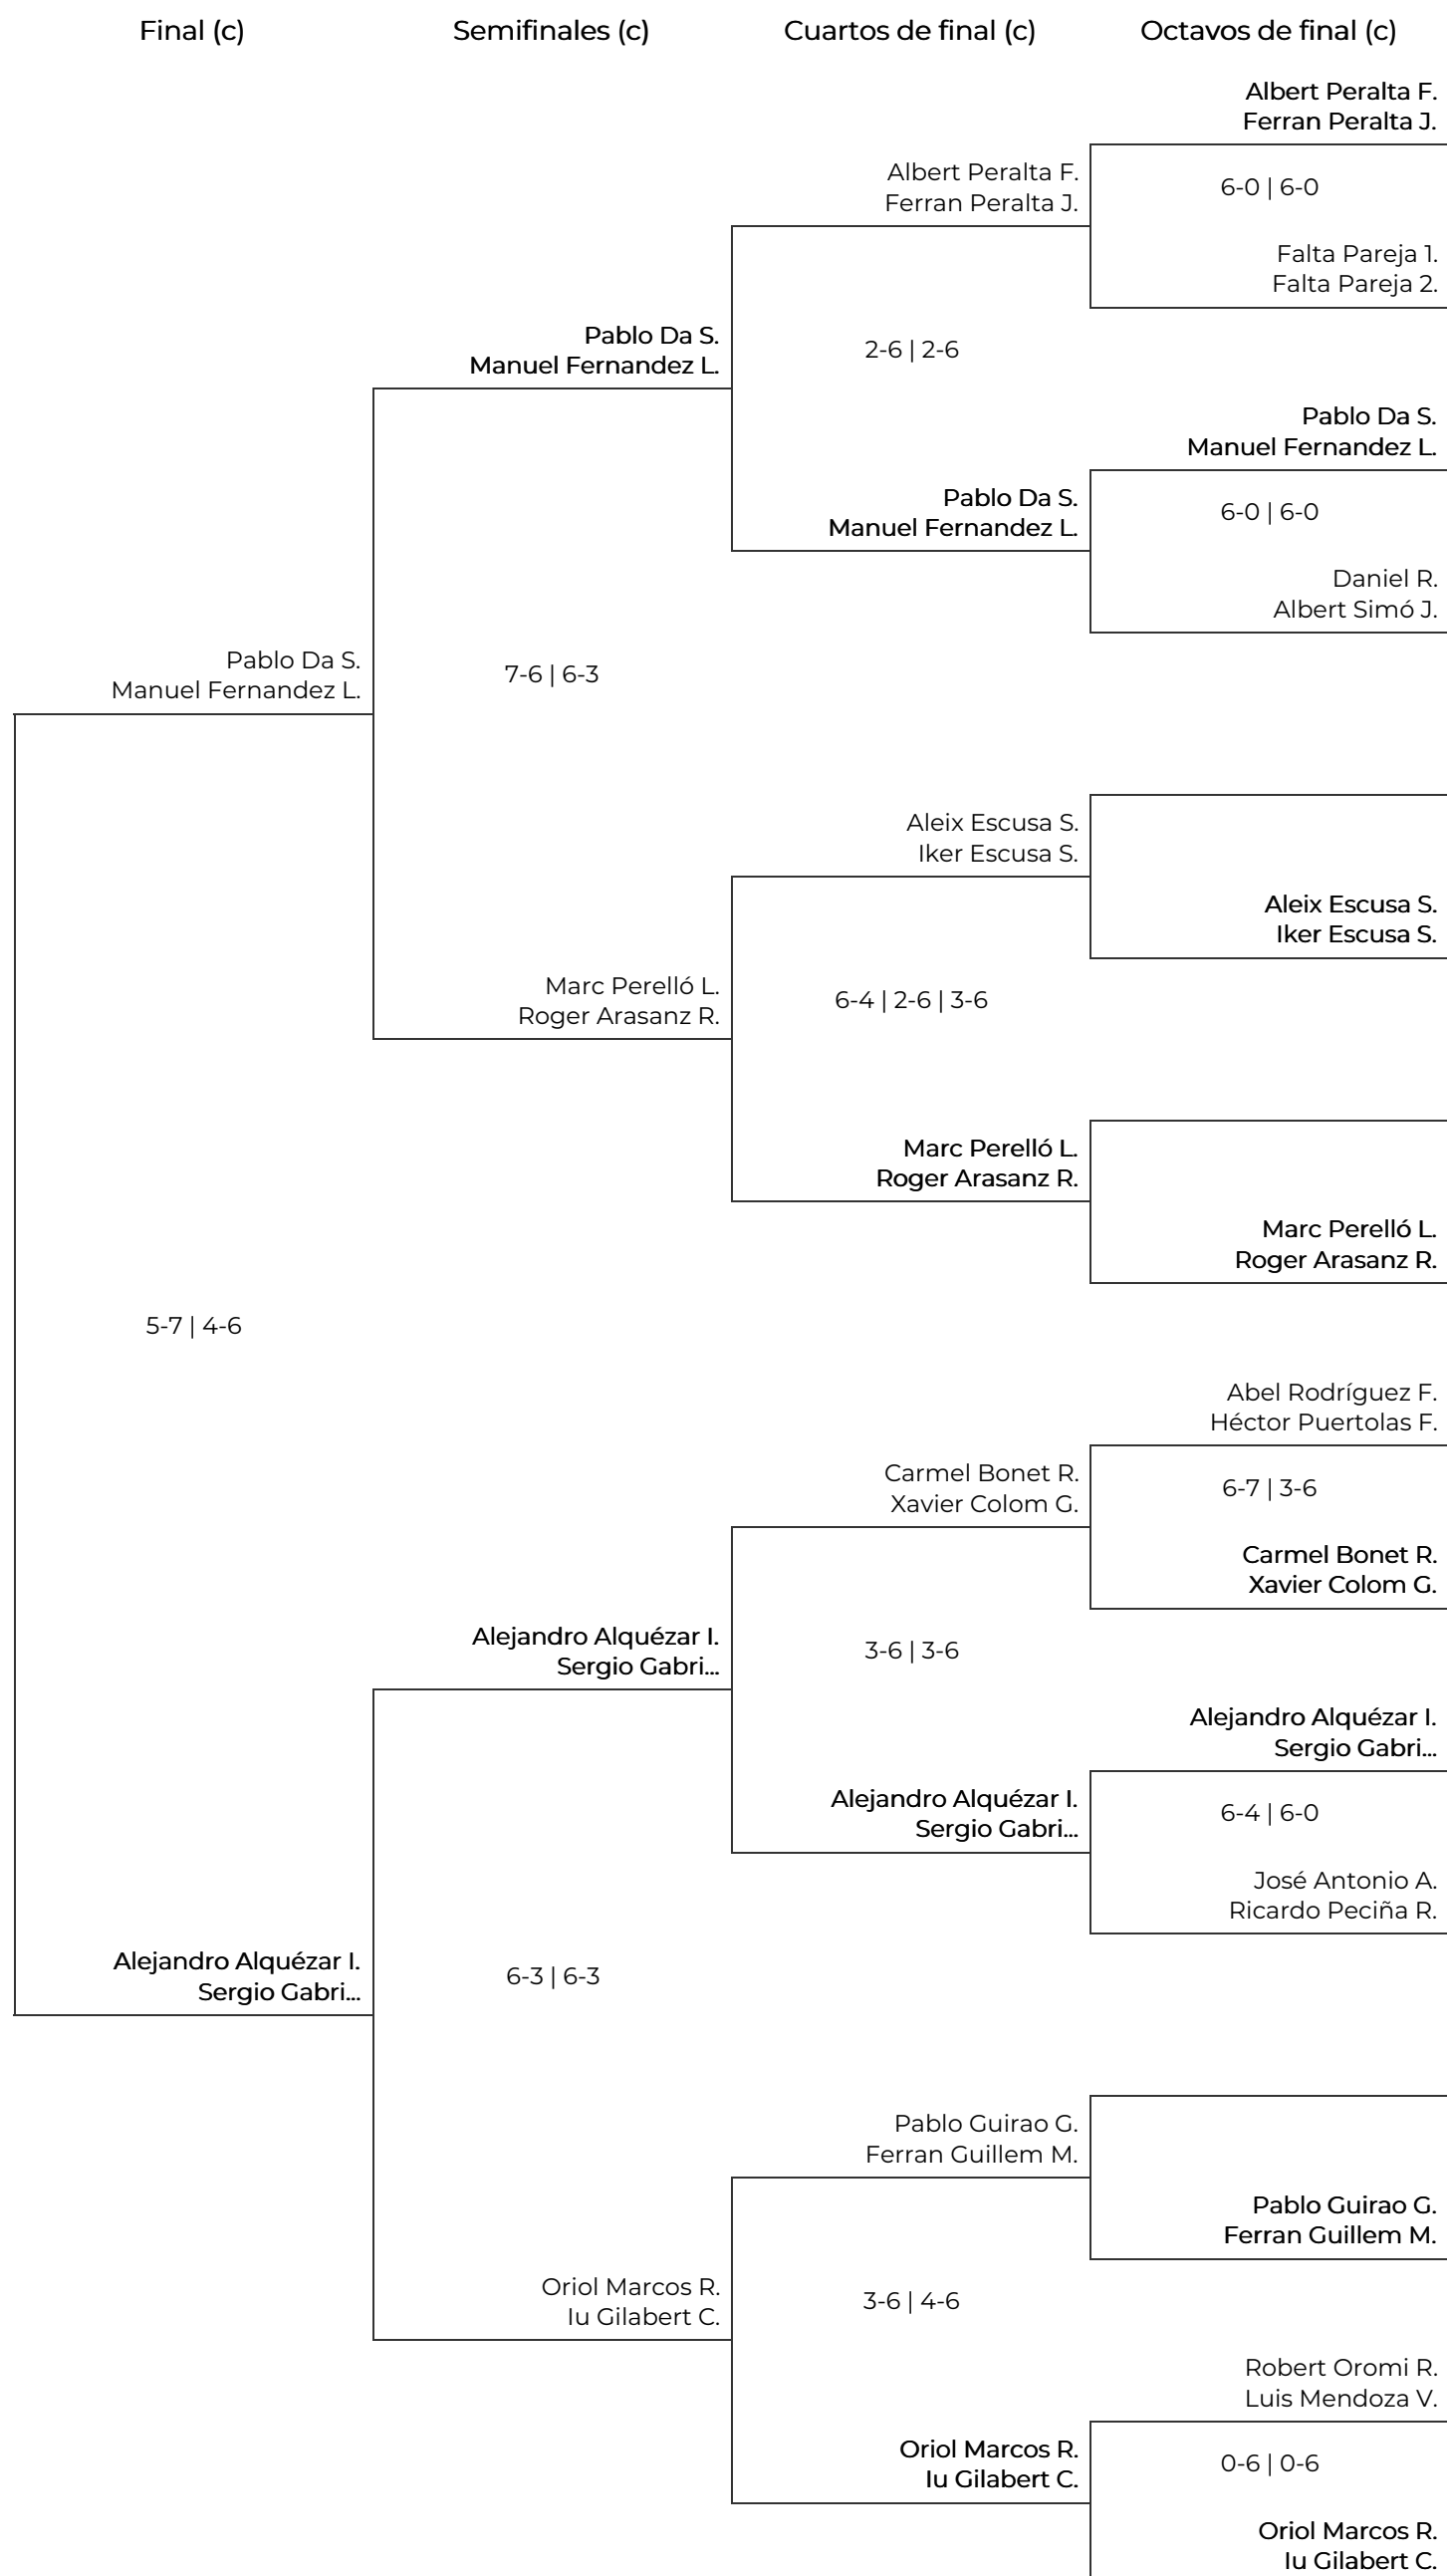 Final (c)
Semifinales (c)
Cuartos de final (c)
Octavos de final (c)
Albert Peralta F.
Ferran Peralta J.
6-0 | 6-0
Falta Pareja 1.
Falta Pareja 2.
Albert Peralta F.
Ferran Peralta J.
2-6 | 2-6
Pablo Da S.
Manuel Fernandez L.
Pablo Da S.
Manuel Fernandez L.
6-0 | 6-0
Daniel R.
Albert Simó J.
Pablo Da S.
Manuel Fernandez L.
7-6 | 6-3
Pablo Da S.
Manuel Fernandez L.
Aleix Escusa S.
Iker Escusa S.
Aleix Escusa S.
Iker Escusa S.
6-4 | 2-6 | 3-6
Marc Perelló L.
Roger Arasanz R.
Marc Perelló L.
Roger Arasanz R.
Marc Perelló L.
Roger Arasanz R.
5-7 | 4-6
Abel Rodríguez F.
Héctor Puertolas F.
6-7 | 3-6
Carmel Bonet R.
Xavier Colom G.
Carmel Bonet R.
Xavier Colom G.
3-6 | 3-6
Alejandro Alquézar I.
Sergio Gabri...
Alejandro Alquézar I.
Sergio Gabri...
6-4 | 6-0
José Antonio A.
Ricardo Peciña R.
Alejandro Alquézar I.
Sergio Gabri...
6-3 | 6-3
Alejandro Alquézar I.
Sergio Gabri...
Pablo Guirao G.
Ferran Guillem M.
Pablo Guirao G.
Ferran Guillem M.
3-6 | 4-6
Oriol Marcos R.
Iu Gilabert C.
Robert Oromi R.
Luis Mendoza V.
0-6 | 0-6
Oriol Marcos R.
Iu Gilabert C.
Oriol Marcos R.
Iu Gilabert C.